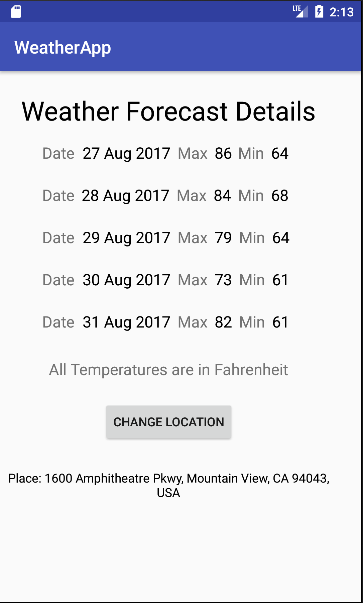 LTE 2:13
WeatherApp
Weather Forecast Details
Date 27 Aug 2017 Max 86 Min 64
Date 28 Aug 2017 Max 84 Min 68
Date 29 Aug 2017 Max 79 Min 64
Date 30 Aug 2017 Max 73 Min 61
Date 31 Aug 2017 Max 82 Min 61
All Temperatures are in Fahrenheit
CHANGE LOCATION
Place: 1600 Amphitheatre Pkwy, Mountain View, CA 94043,
USA